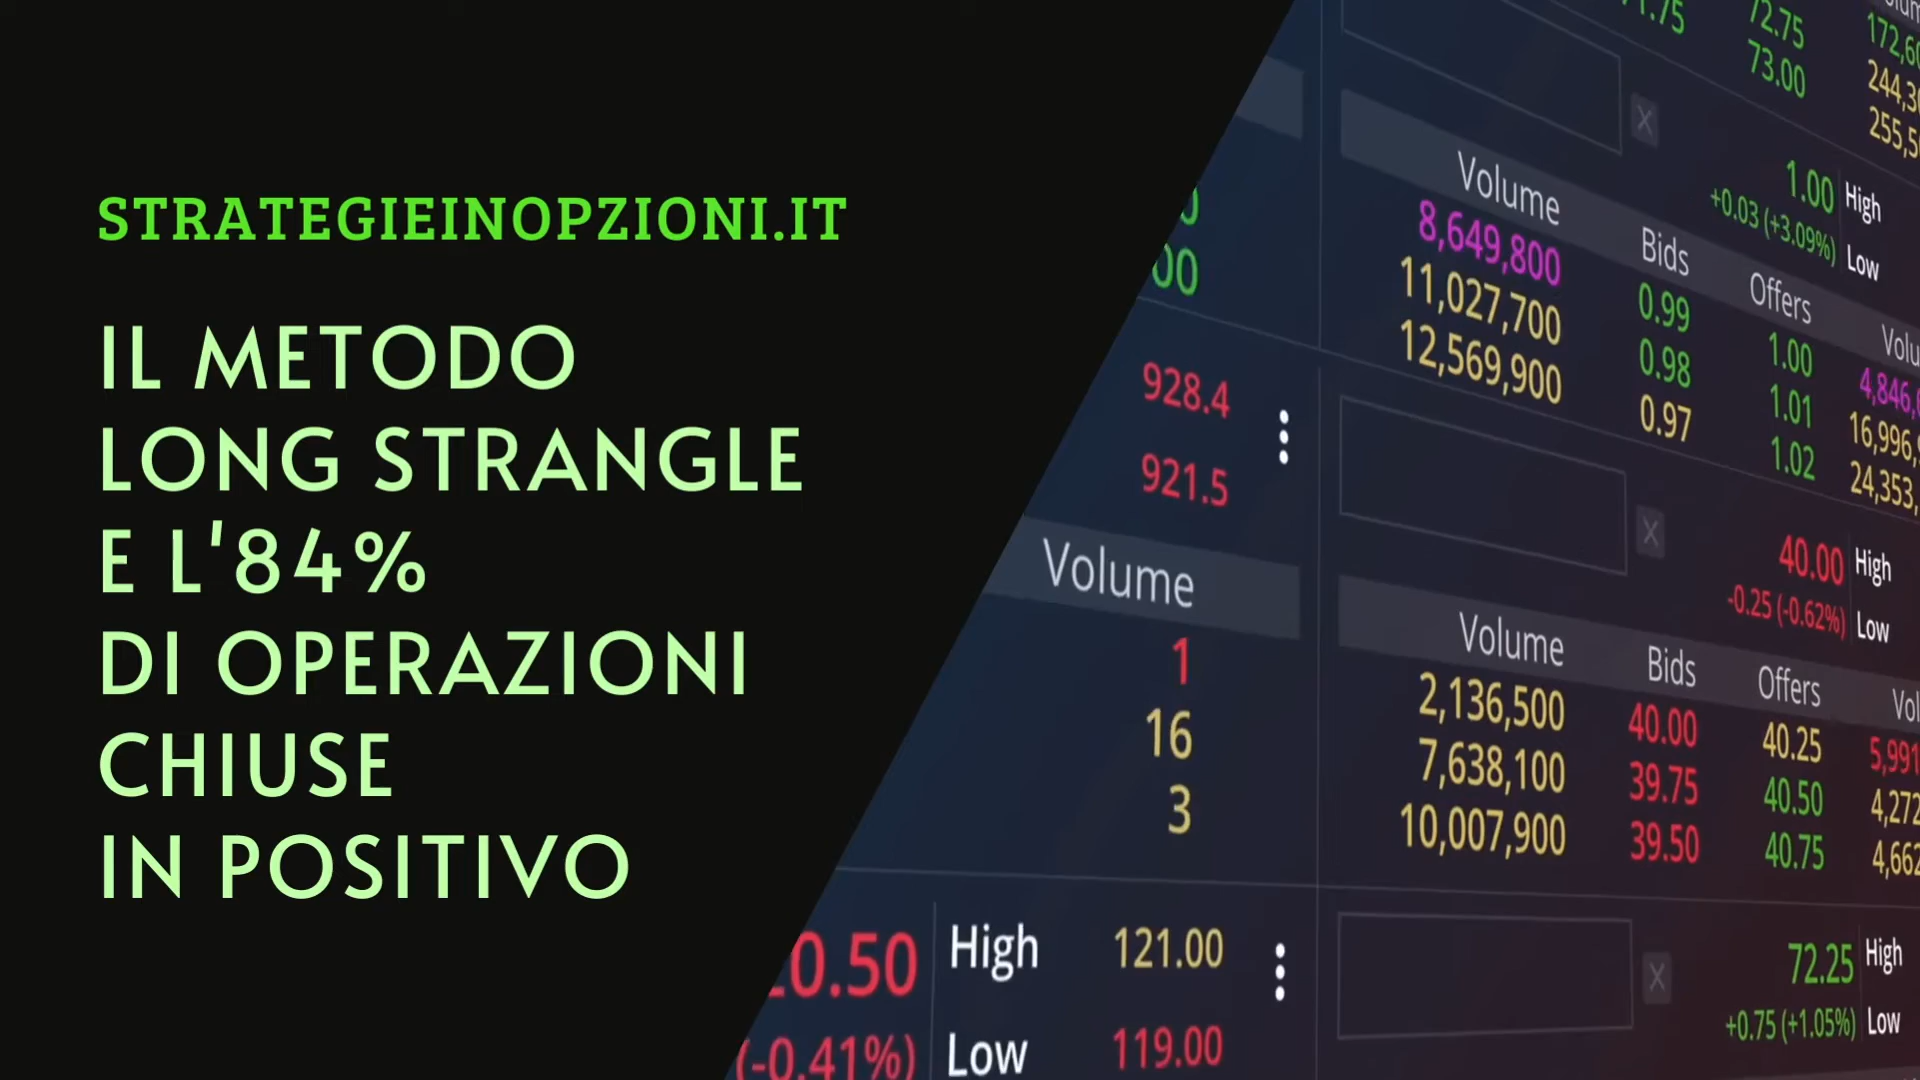 STRATEGIEINOPZIONI.IT
IL METODO
LONG STRANGLE
E L'84%
DI OPERAZIONI
CHIUSE
IN POSITIVO
72.75
73.00
1.00 High
+0.03 (+3.09%) Low
Volume Bids Offers
8,649,800 0.99 1.00
11,027,700 0.98 1.01
12,569,900 0.97 1.02
928.4
921.5
40.00 High
-0.25 (-0.62%) Low
Volume
1
16
3
Volume Bids Offers
2,136,500 40.00 40.25
7,638,100 39.75 40.50
10,007,900 39.50 40.75
0.50 High 121.00
(-0.41%) Low 119.00
72.25 High
+0.75 (+1.05%) Low